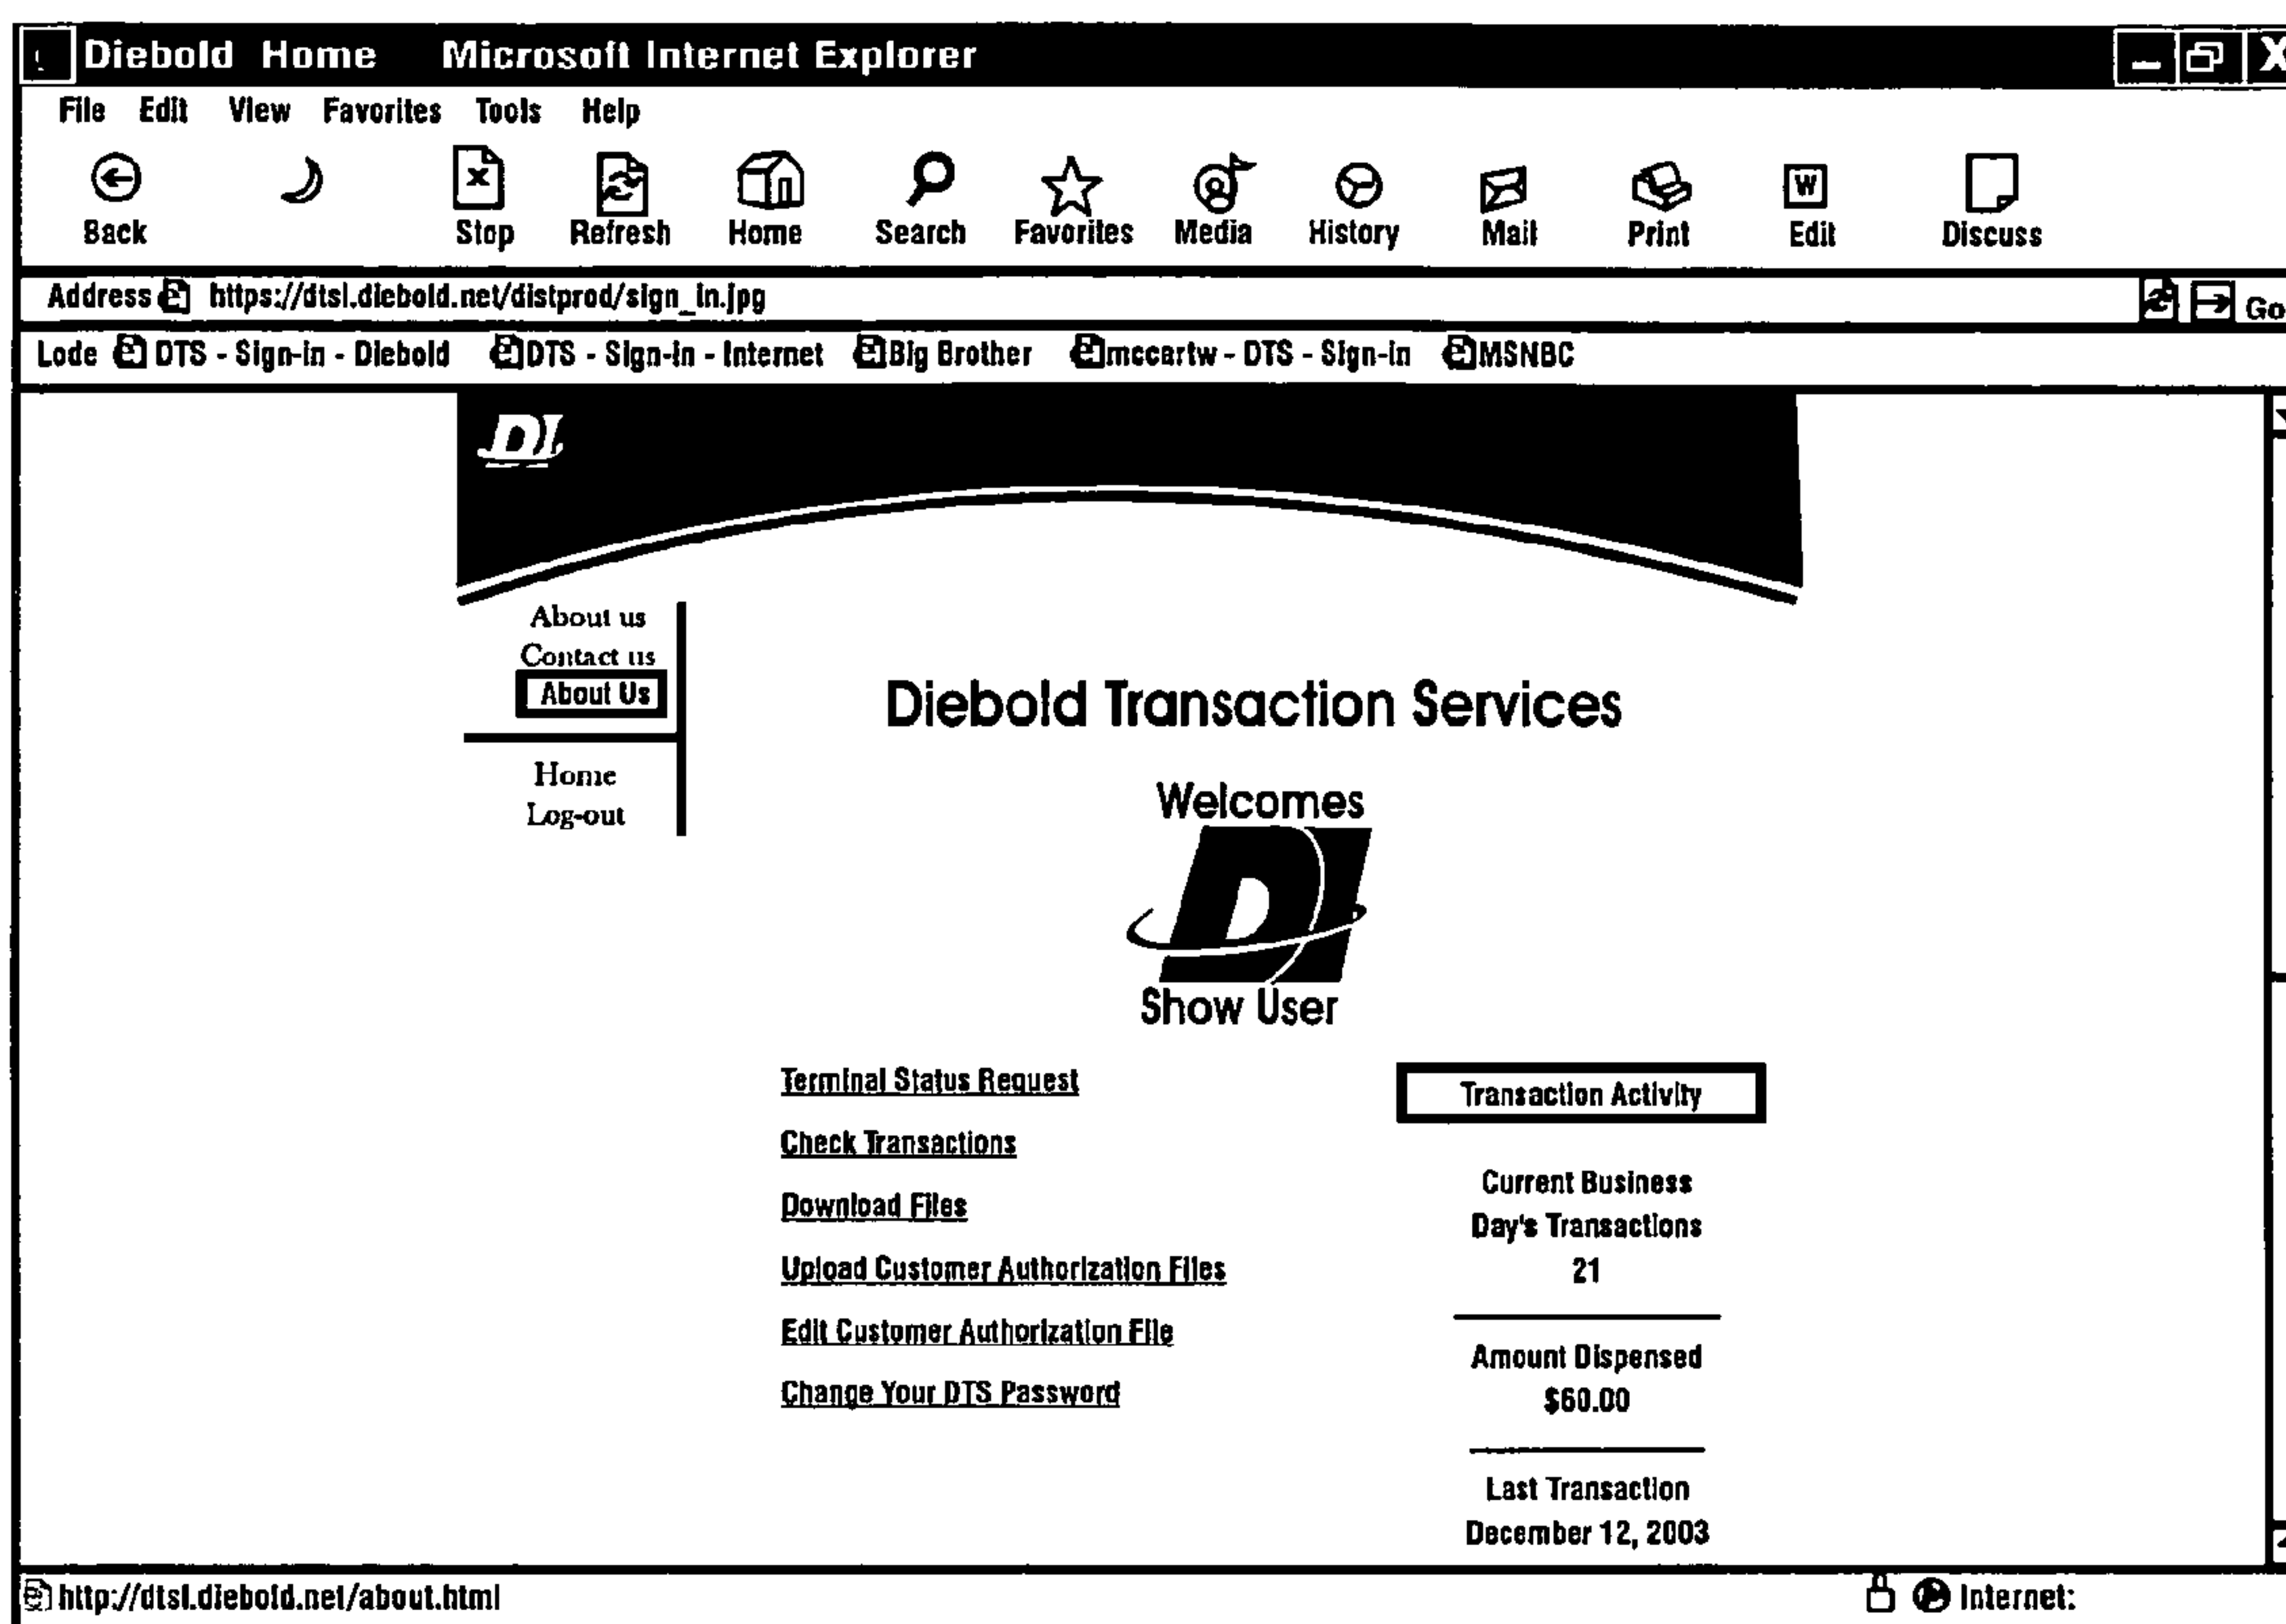 Diebold Home Microsoft Internet Explorer
File Edit View Favorites Tools Help
Back Stop Refresh Home Search Favorites Media History Mail Print Edit Discuss
Address https://dtsl.diebold.net/distprod/sign_in.jpg Go
Lode DTS - Sign-in - Diebold DTS - Sign-in - Internet Big Brother mccartw - DTS - Sign-in MSNBC
DI
About us
Contact us
About Us
Home
Log-out
Diebold Transaction Services
Welcomes
DI
Show User
Terminal Status Request
Check Transactions
Download Files
Upload Customer Authorization Files
Edit Customer Authorization File
Change Your DTS Password
Transaction Activity
Current Business
Day's Transactions
21
Amount Dispensed
$60.00
Last Transaction
December 12, 2003
http://dtsl.diebold.net/about.html Internet: